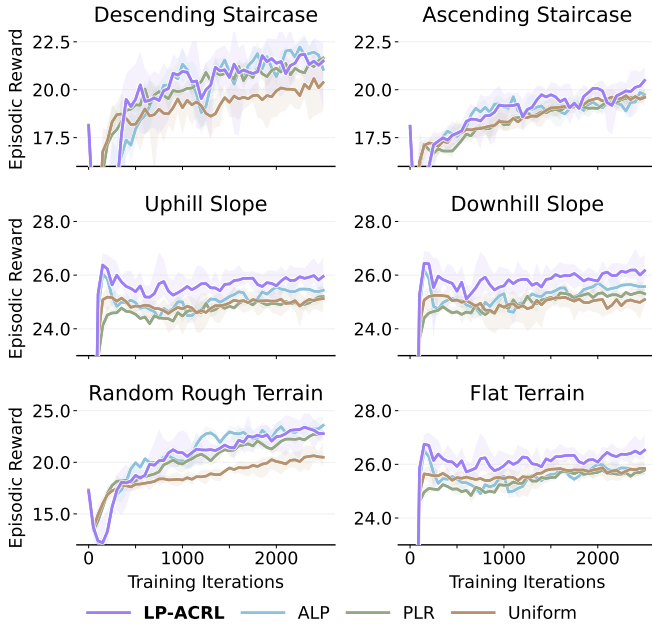 Descending Staircase
Ascending Staircase
Episodic Reward
22.5
20.0
17.5
22.5
20.0
17.5
Uphill Slope
Downhill Slope
Episodic Reward
28.0
26.0
24.0
28.0
26.0
24.0
Random Rough Terrain
Flat Terrain
Episodic Reward
25.0
20.0
15.0
28.0
26.0
24.0
0 1000 2000
0 1000 2000
Training Iterations
Training Iterations
LP-ACRL ALP PLR Uniform